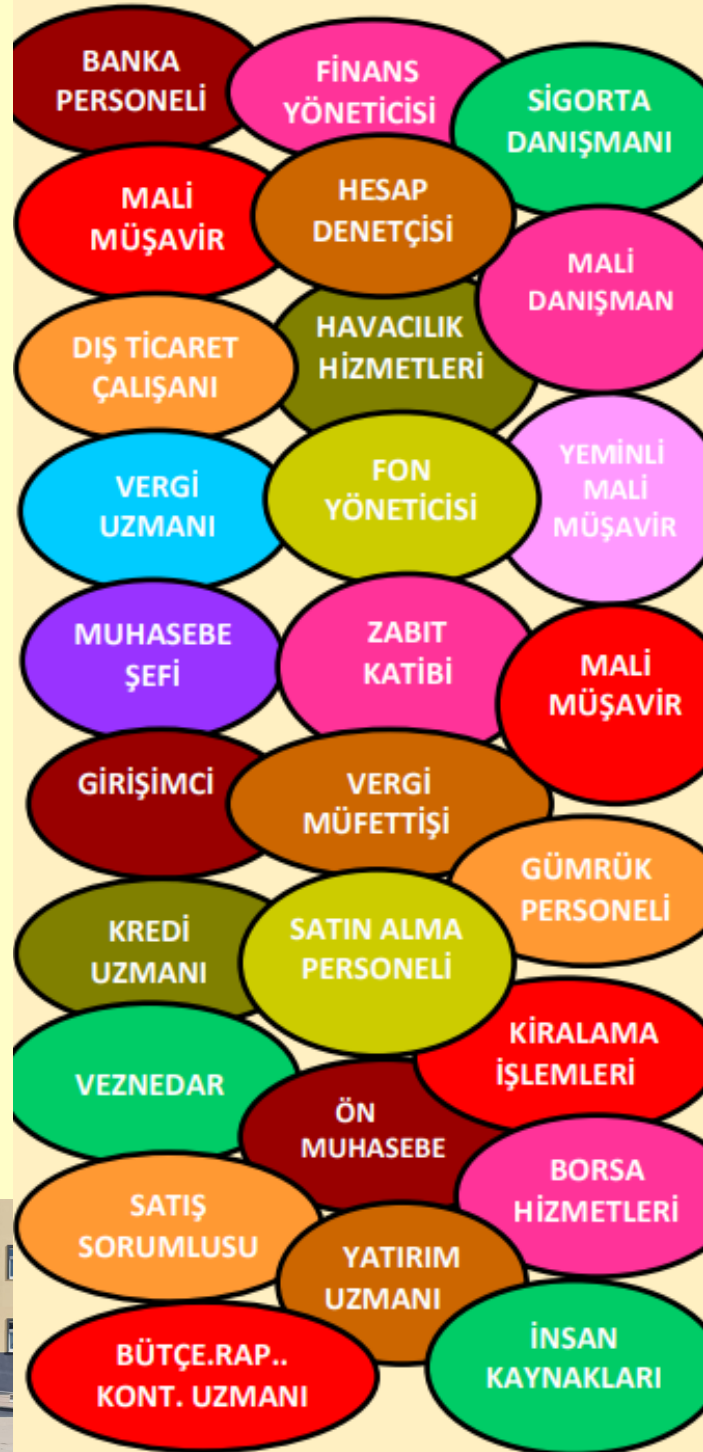 BANKA
PERSONELİ
FİNANS
YÖNETİCİSİ
SİGORTA
DANIŞMANI
MALİ
MÜŞAVİR
HESAP
DENETÇİSİ
MALİ
DANIŞMAN
DIŞ TİCARET
ÇALIŞANI
HAVACILIK
HİZMETLERİ
VERGİ
UZMANI
FON
YÖNETİCİSİ
YEMİNLİ
MALİ
MÜŞAVİR
MUHASEBE
ŞEFİ
ZABIT
KATİBİ
MALİ
MÜŞAVİR
GİRİŞİMCİ
VERGİ
MÜFETTİŞİ
GÜMRÜK
PERSONELİ
KREDİ
UZMANI
SATIN ALMA
PERSONELİ
KİRALAMA
İŞLEMLERİ
VEZNEDAR
ÖN
MUHASEBE
BORSA
HİZMETLERİ
SATIŞ
SORUMLUSU
YATIRIM
UZMANI
BÜTÇE.RAP..
KONT. UZMANI
İNSAN
KAYNAKLARI